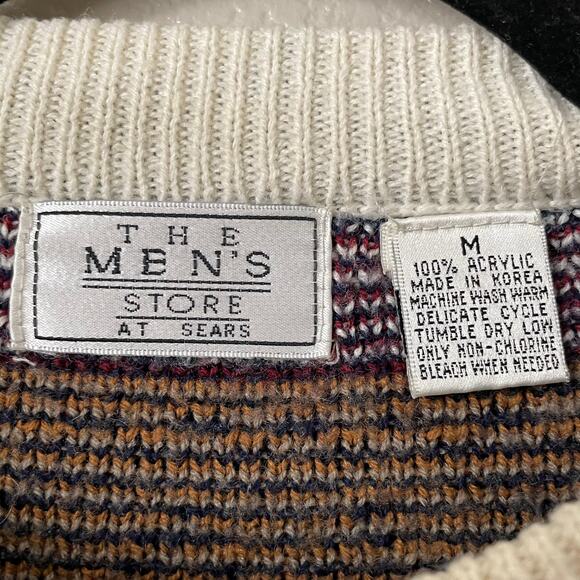 THE
MEN'S
STORE
AT SEARS
M
100% ACRYLIC
MADE IN KOREA
MACHINE WASH WARM
DELICATE CYCLE
TUMBLE DRY LOW
ONLY NON-CHLORINE
BLEACH WHEN NEEDED